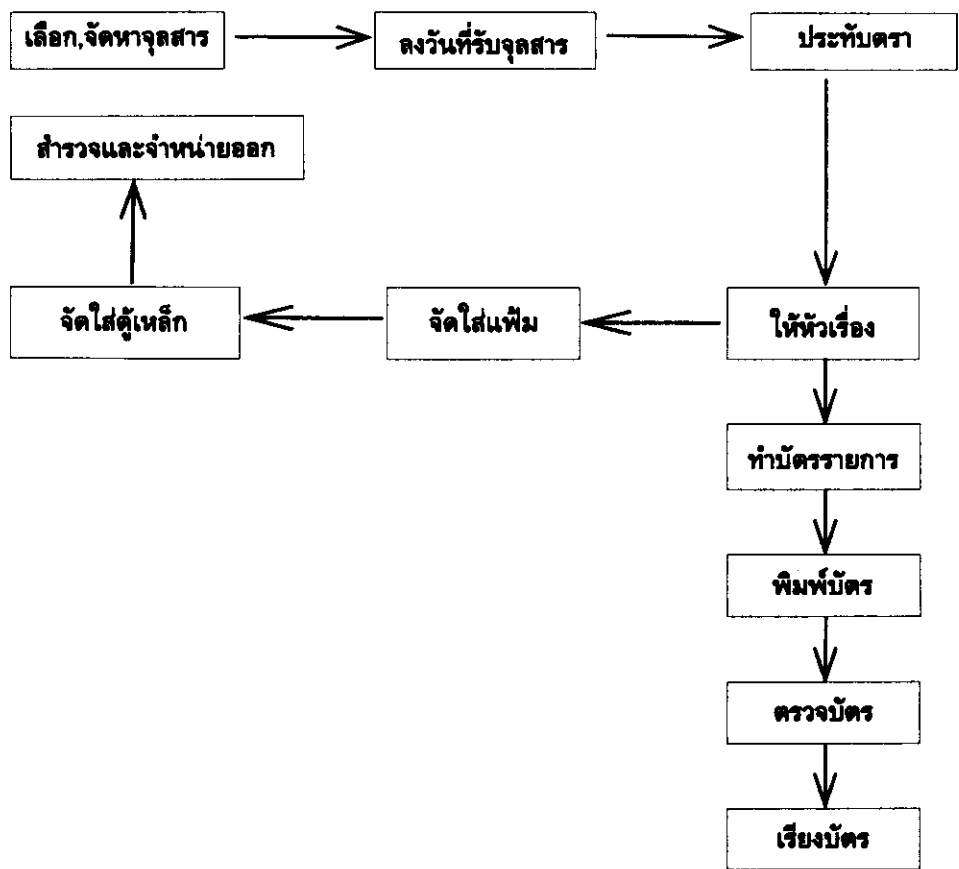 เลือก,จัดหาจุลสาร
ลงวันที่รับจุลสาร
ประทับตรา
สำรวจและจำหน่ายออก
จัดใส่ตู้เหล็ก
จัดใส่แฟ้ม
ให้หัวเรื่อง
ทำบัตรรายการ
พิมพ์บัตร
ตรวจบัตร
เรียงบัตร